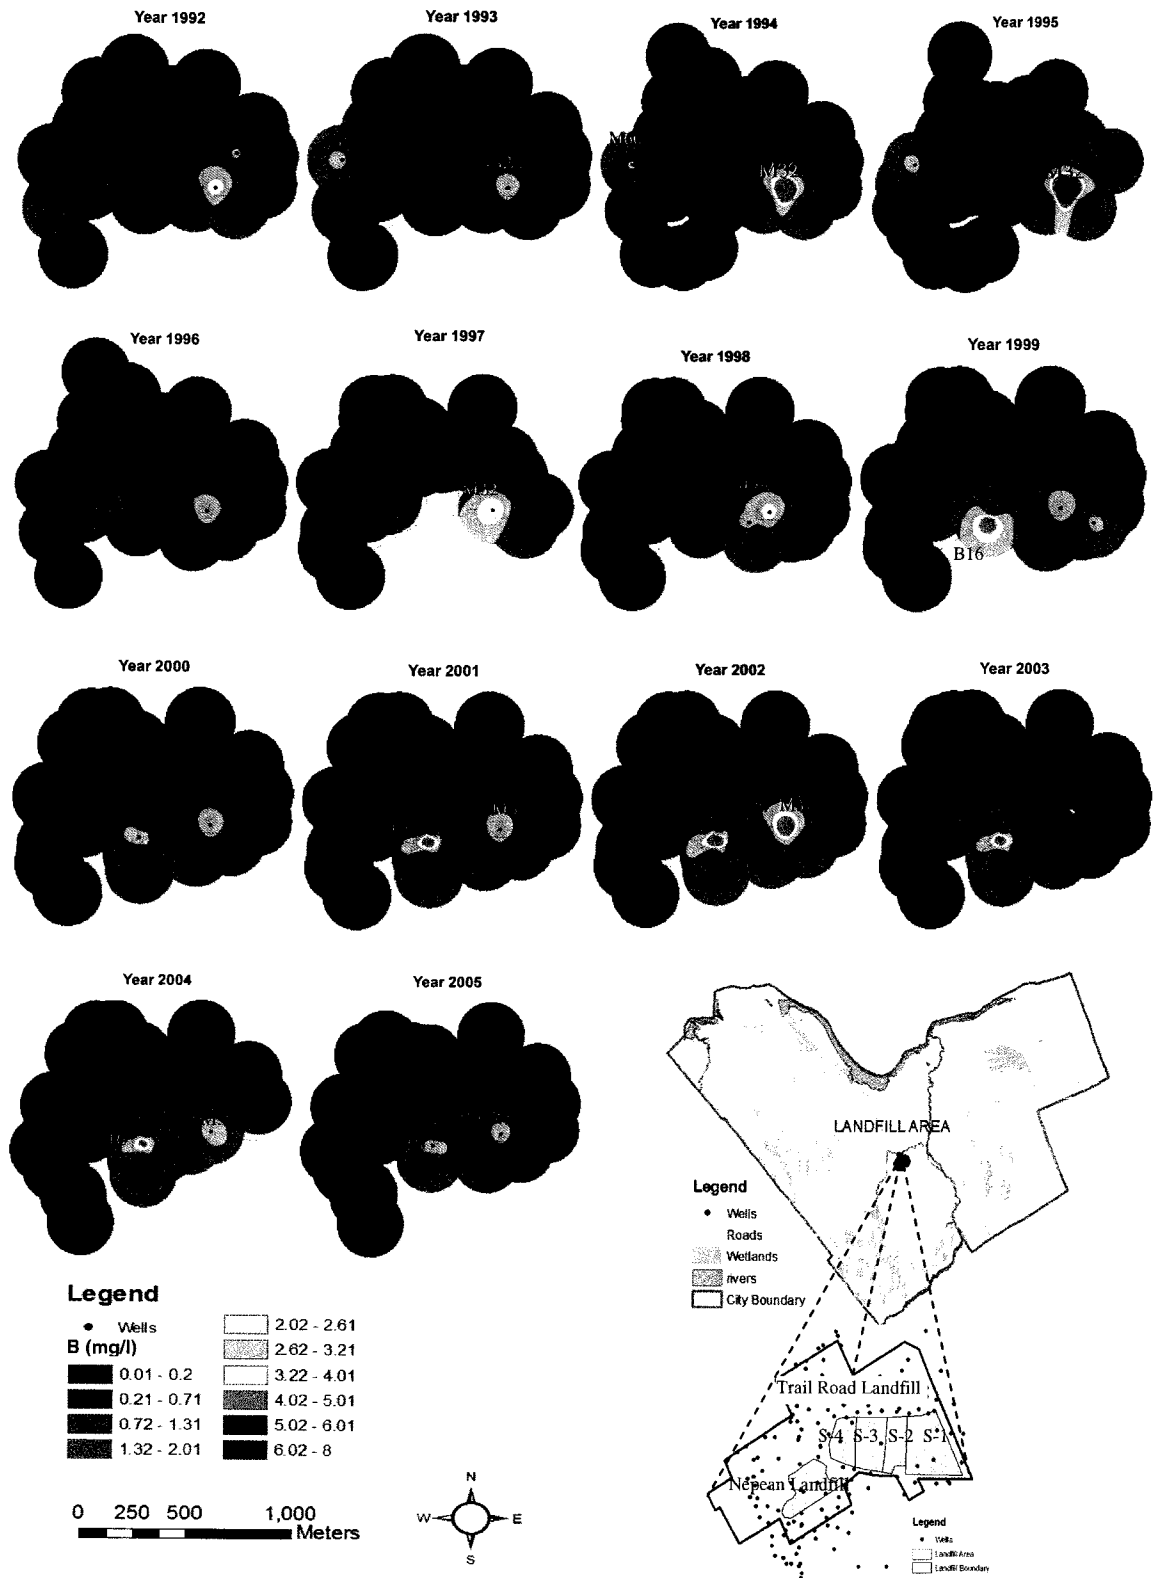 Year 1992
Year 1993
Year 1994
Year 1995
M32
Year 1996
Year 1997
Year 1998
Year 1999
M32
B16
Year 2000
Year 2001
Year 2002
Year 2003
Year 2004
Year 2005
LANDFILL AREA
Legend
Wells
Roads
Wetlands
rivers
City Boundary
Legend
Wells
B (mg/l)
0.01 - 0.2
0.21 - 0.71
0.72 - 1.31
1.32 - 2.01
2.02 - 2.61
2.62 - 3.21
3.22 - 4.01
4.02 - 5.01
5.02 - 6.01
6.02 - 8
0 250 500 1,000
Meters
N
W E
S
Trail Road Landfill
S-4 S-3 S-2 S-1
Nepean Landfill
Legend
Wells
Landfill Area
Landfill Boundary